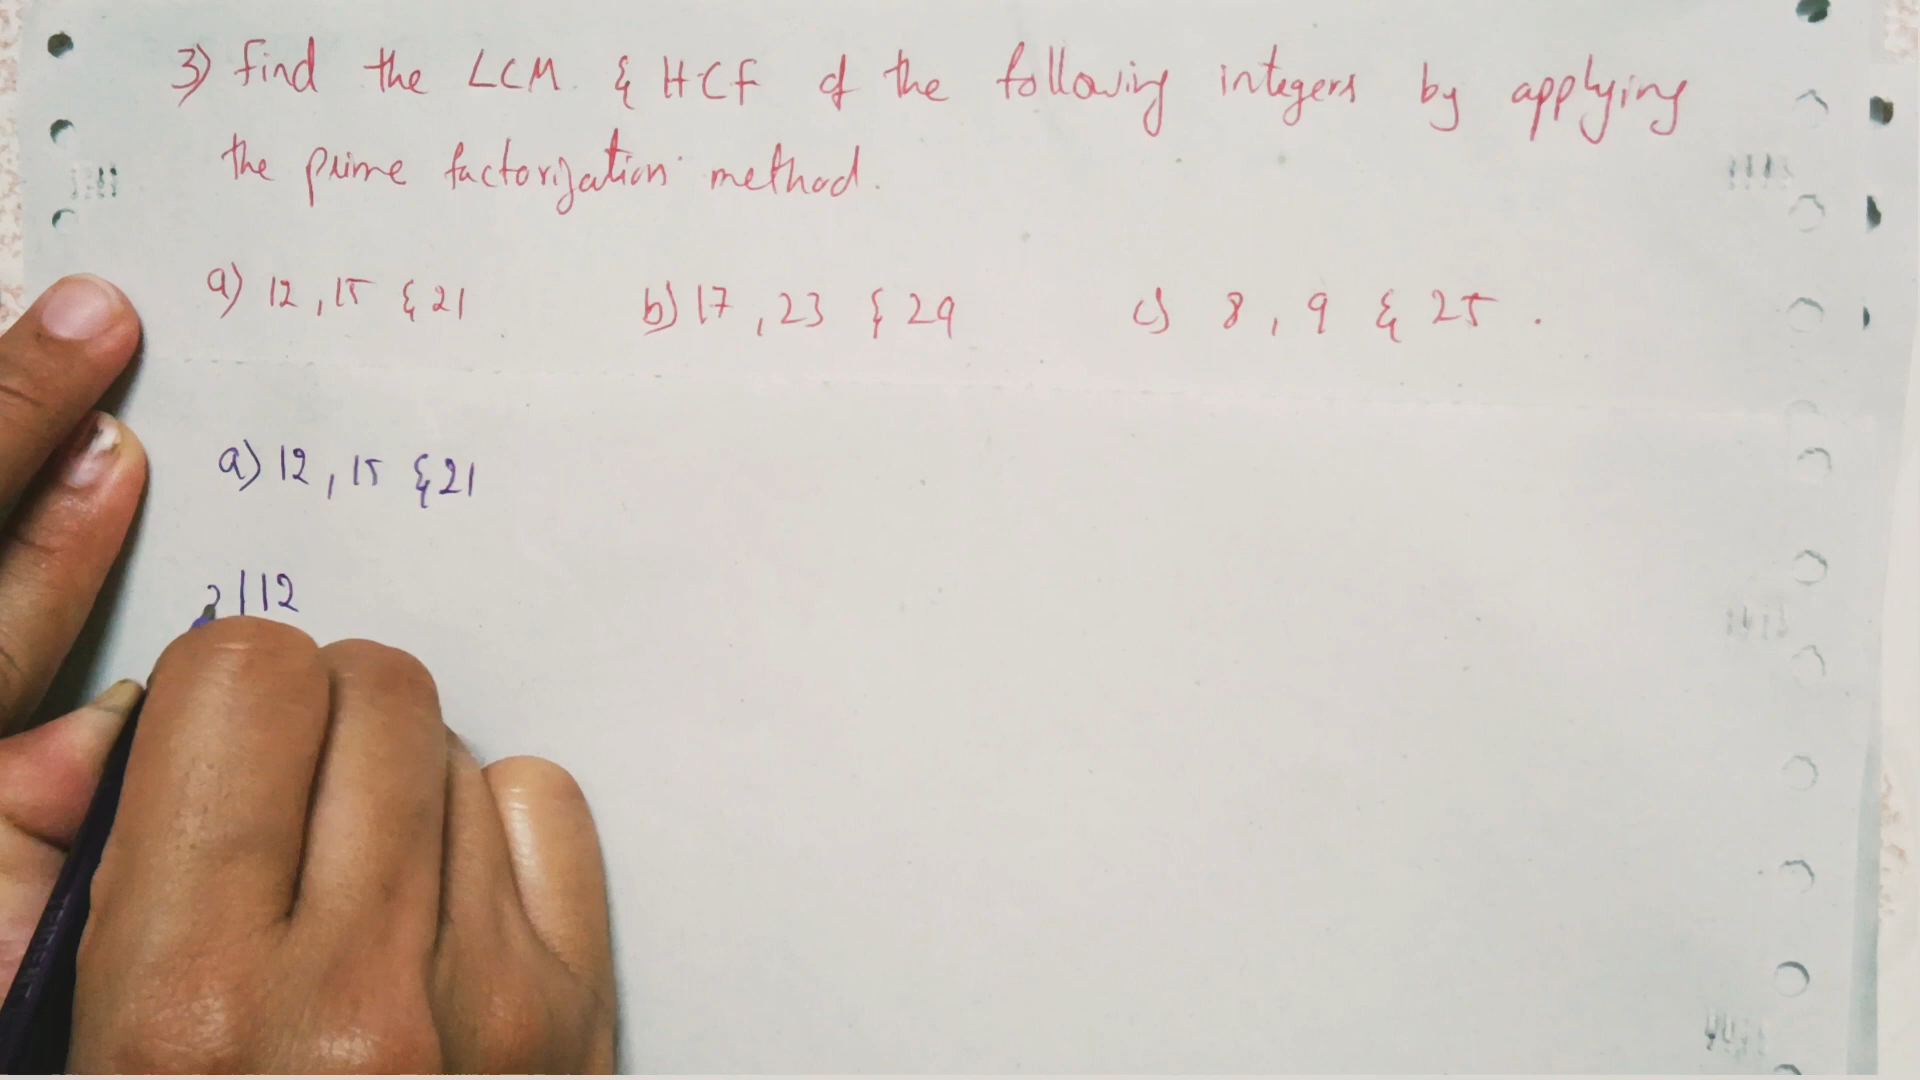 3) find the LCM & HCF of the following integers by applying
the prime factorization method.
a) 12, 15 & 21 b) 17, 23 & 29 c) 8, 9 & 25.
a) 12, 15 & 21
2|12